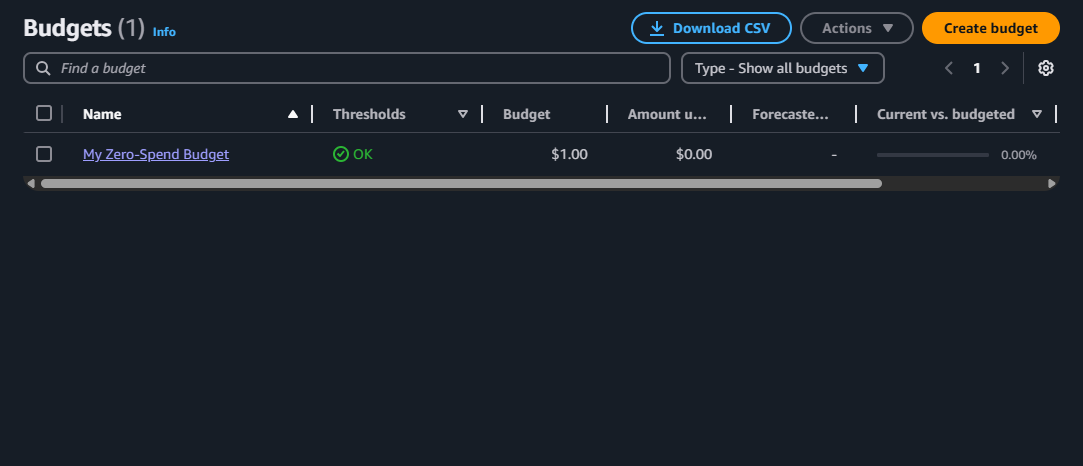 Budgets (1) Info Download CSV Actions Create budget
Find a budget Type - Show all budgets 1
Name Thresholds Budget Amount u... Forecaste... Current vs. budgeted
My Zero-Spend Budget OK $1.00 $0.00 - 0.00%